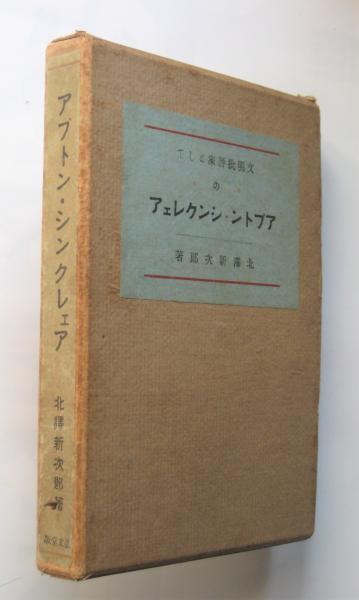 文明批評家として
の
アプトン・シンクレェア
北澤新次郎著
アプトン・シンクレェア
北澤新次郎著